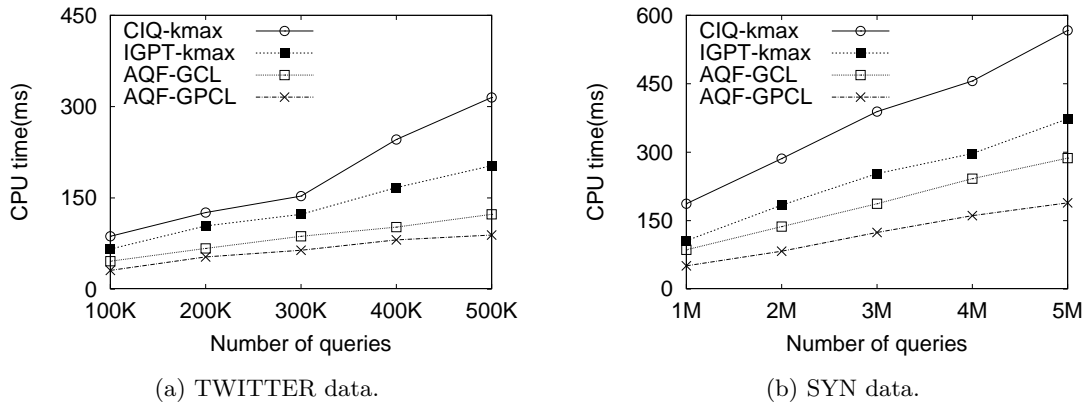 450
300
150
0
CPU time(ms)
CIQ-kmax
IGPT-kmax
AQF-GCL
AQF-GPCL
100K 200K 300K 400K 500K
Number of queries
(a) TWITTER data.
600
450
300
150
0
CPU time(ms)
CIQ-kmax
IGPT-kmax
AQF-GCL
AQF-GPCL
1M 2M 3M 4M 5M
Number of queries
(b) SYN data.